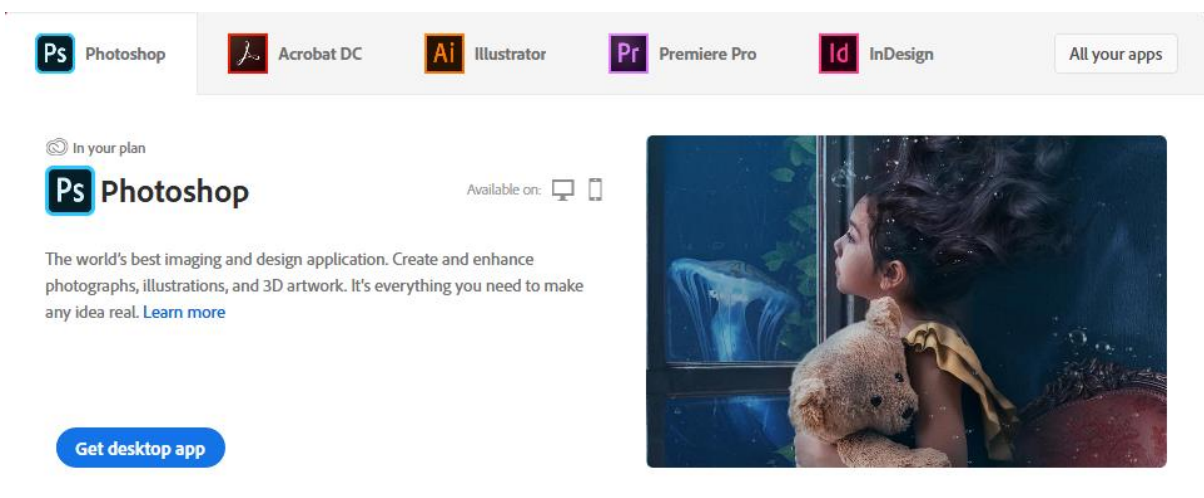 Ps Photoshop
Acrobat DC
Ai Illustrator
Pr Premiere Pro
Id InDesign
All your apps
In your plan
Ps Photoshop
Available on:
The world's best imaging and design application. Create and enhance
photographs, illustrations, and 3D artwork. It's everything you need to make
any idea real. Learn more
Get desktop app